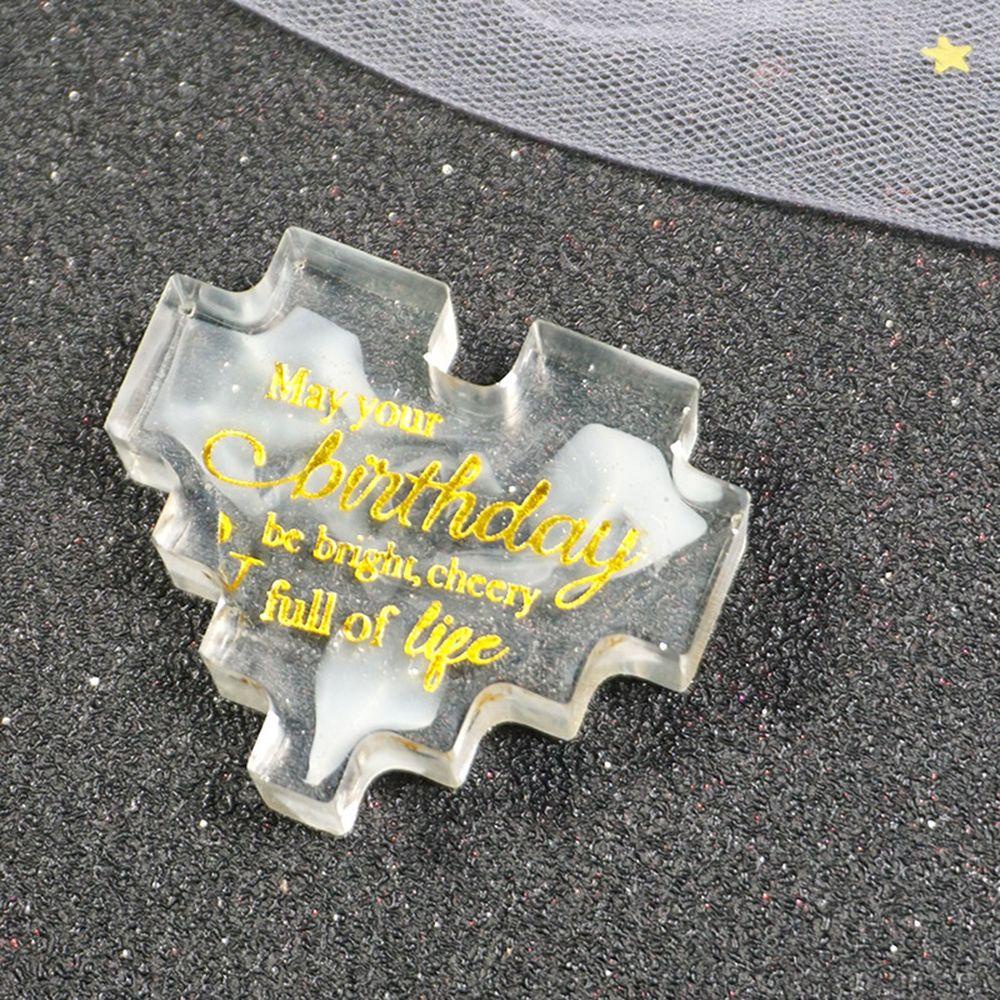 May your
birthday
be bright, cheery
full of life